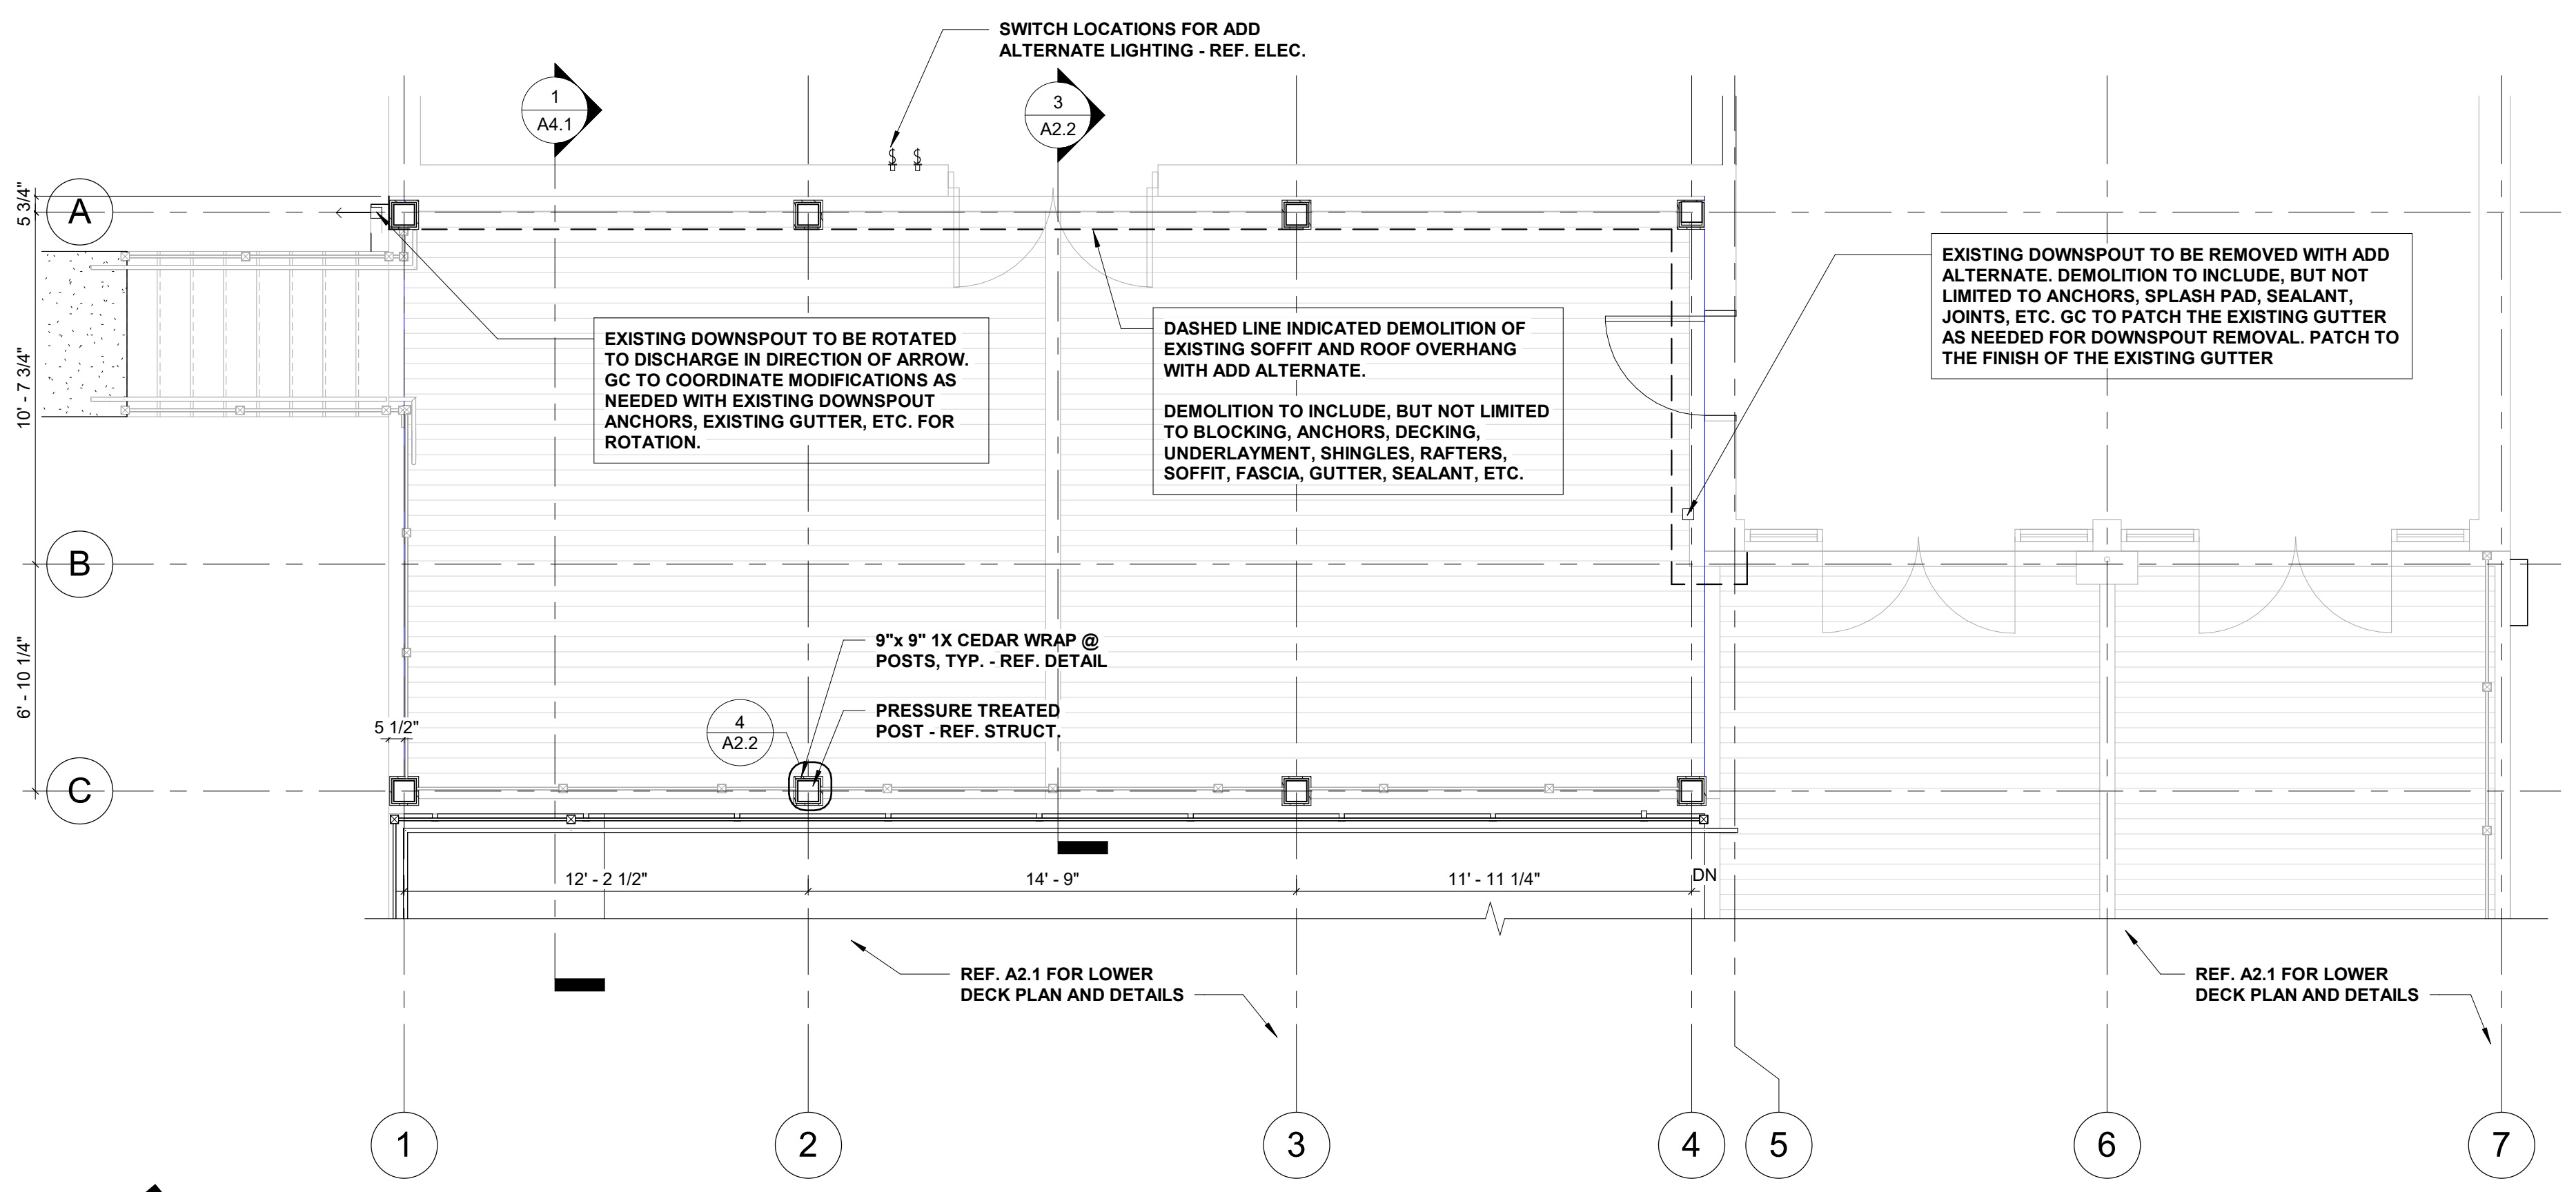 SWITCH LOCATIONS FOR ADD
ALTERNATE LIGHTING - REF. ELEC.
1
A4.1
3
A2.2
$ $
5 3/4"
A
10' - 7 3/4"
B
6' - 10 1/4"
C
EXISTING DOWNSPOUT TO BE ROTATED
TO DISCHARGE IN DIRECTION OF ARROW.
GC TO COORDINATE MODIFICATIONS AS
NEEDED WITH EXISTING DOWNSPOUT
ANCHORS, EXISTING GUTTER, ETC. FOR
ROTATION.
DASHED LINE INDICATED DEMOLITION OF
EXISTING SOFFIT AND ROOF OVERHANG
WITH ADD ALTERNATE.
DEMOLITION TO INCLUDE, BUT NOT LIMITED
TO BLOCKING, ANCHORS, DECKING,
UNDERLAYMENT, SHINGLES, RAFTERS,
SOFFIT, FASCIA, GUTTER, SEALANT, ETC.
EXISTING DOWNSPOUT TO BE REMOVED WITH ADD
ALTERNATE. DEMOLITION TO INCLUDE, BUT NOT
LIMITED TO ANCHORS, SPLASH PAD, SEALANT,
JOINTS, ETC. GC TO PATCH THE EXISTING GUTTER
AS NEEDED FOR DOWNSPOUT REMOVAL. PATCH TO
THE FINISH OF THE EXISTING GUTTER
9"x 9" 1X CEDAR WRAP @
POSTS, TYP. - REF. DETAIL
PRESSURE TREATED
POST - REF. STRUCT.
4
A2.2
5 1/2"
12' - 2 1/2"
14' - 9"
11' - 11 1/4"
DN
REF. A2.1 FOR LOWER
DECK PLAN AND DETAILS
REF. A2.1 FOR LOWER
DECK PLAN AND DETAILS
1
2
3
4
5
6
7